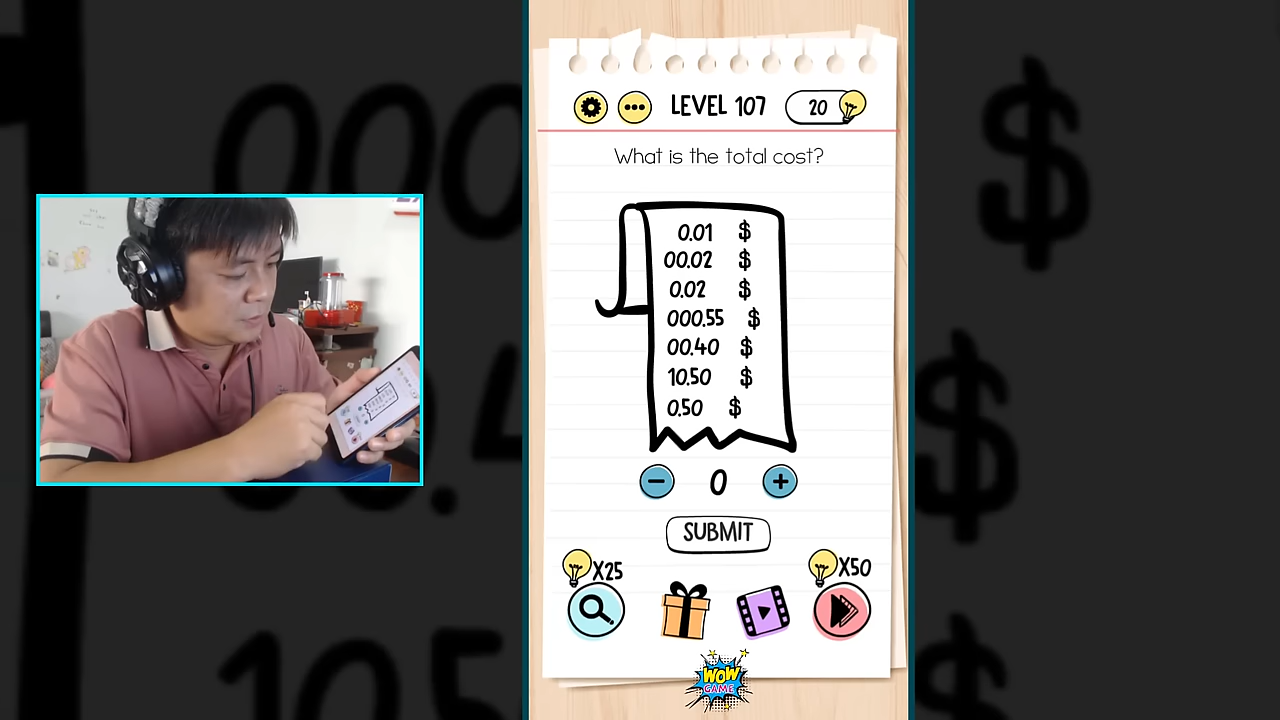 LEVEL 107
20
What is the total cost?
0.01 $
00.02 $
0.02 $
000.55 $
00.40 $
10.50 $
0.50 $
− 0 +
SUBMIT
X25
X50
WOW
GAME